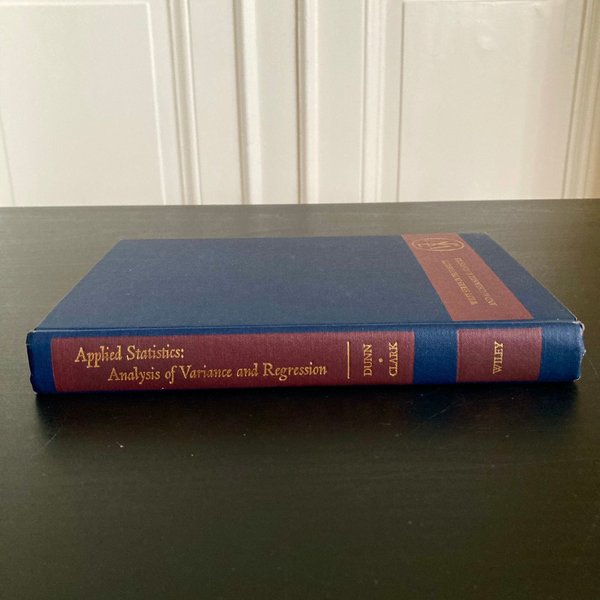 Applied Statistics:
Analysis of Variance and Regression
DUNN • CLARK
WILEY